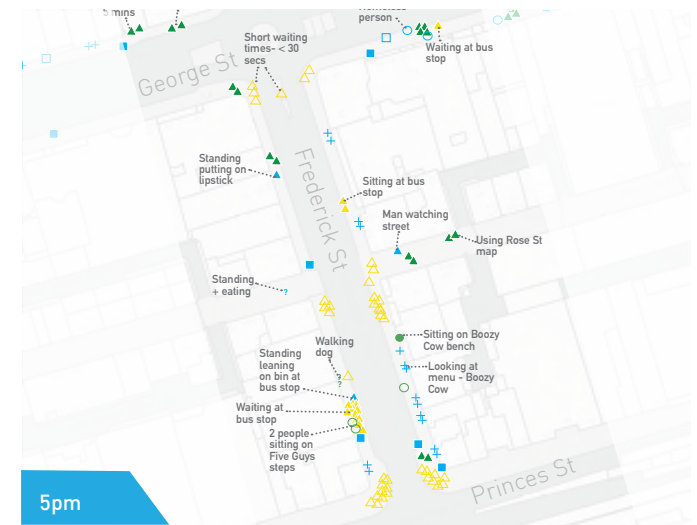 5 mins
person
Short waiting
times- < 30
secs
Waiting at bus
stop
George St
Standing
putting on
lipstick
Frederick St
Sitting at bus
stop
Man watching
street
Using Rose St
map
Standing
+ eating
?
Sitting on Boozy
Cow bench
Walking
dog
?
?
Standing
leaning
on bin at
bus stop
Looking at
menu - Boozy
Cow
Waiting at
bus stop
2 people
sitting on
Five Guys
steps
Princes St
5pm